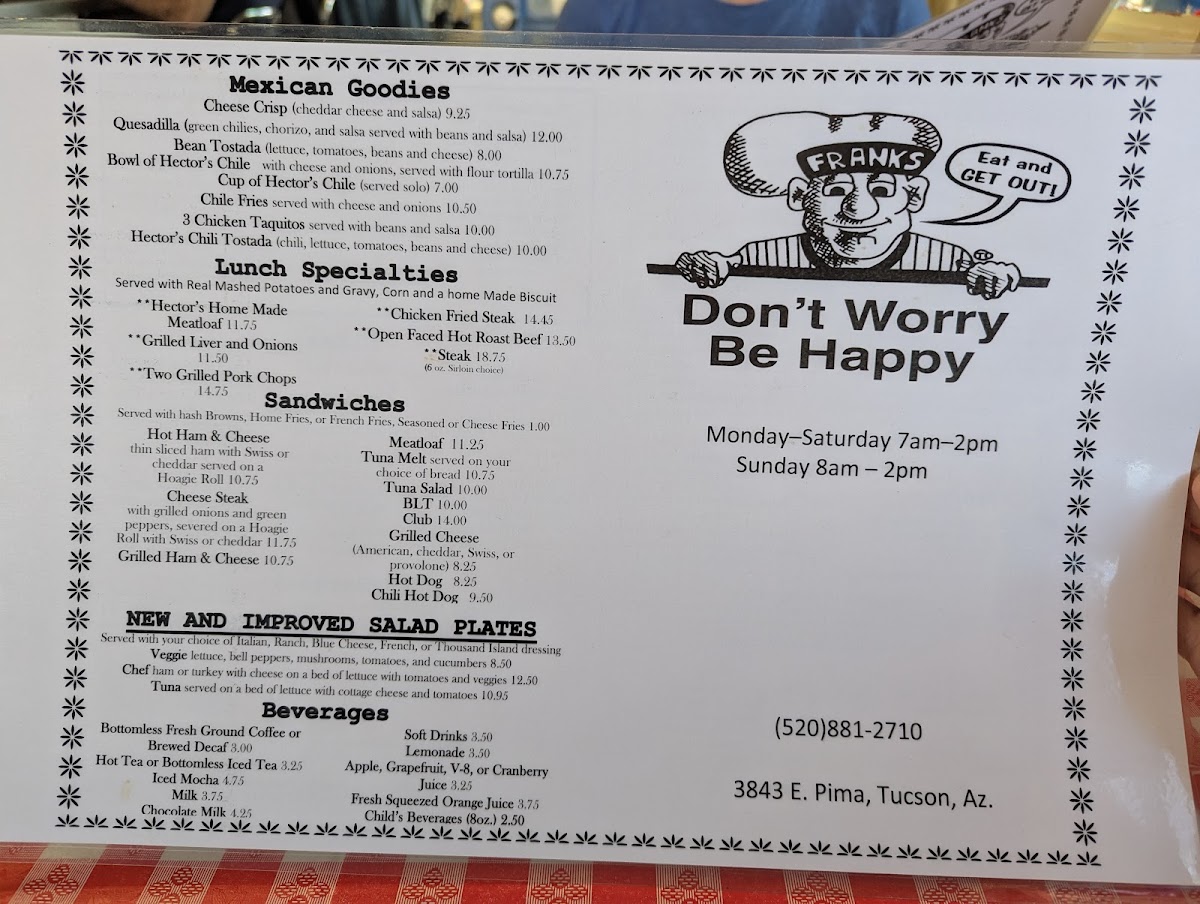 Mexican Goodies
Cheese Crisp (cheddar cheese and salsa) 9.25
Quesadilla (green chilies, chorizo, and salsa served with beans and salsa) 12.00
Bean Tostada (lettuce, tomatoes, beans and cheese) 8.00
Bowl of Hector's Chile with cheese and onions, served with flour tortilla 10.75
Cup of Hector's Chile (served solo) 7.00
Chile Fries served with cheese and onions 10.50
3 Chicken Taquitos served with beans and salsa 10.00
Hector's Chili Tostada (chili, lettuce, tomatoes, beans and cheese) 10.00
Lunch Specialties
Served with Real Mashed Potatoes and Gravy, Corn and a home Made Biscuit
**Hector's Home Made
Meatloaf 11.75
**Grilled Liver and Onions
11.50
**Two Grilled Pork Chops
14.75
**Chicken Fried Steak 14.45
**Open Faced Hot Roast Beef 13.50
**Steak 18.75
(6 oz. Sirloin choice)
Sandwiches
Served with hash Browns, Home Fries, or French Fries, Seasoned or Cheese Fries 1.00
Hot Ham & Cheese
thin sliced ham with Swiss or
cheddar served on a
Hoagie Roll 10.75
Cheese Steak
with grilled onions and green
peppers, severed on a Hoagie
Roll with Swiss or cheddar 11.75
Grilled Ham & Cheese 10.75
Meatloaf 11.25
Tuna Melt served on your
choice of bread 10.75
Tuna Salad 10.00
BLT 10.00
Club 14.00
Grilled Cheese
(American, cheddar, Swiss, or
provolone) 8.25
Hot Dog 8.25
Chili Hot Dog 9.50
NEW AND IMPROVED SALAD PLATES
Served with your choice of Italian, Ranch, Blue Cheese, French, or Thousand Island dressing
Veggie lettuce, bell peppers, mushrooms, tomatoes, and cucumbers 8.50
Chef ham or turkey with cheese on a bed of lettuce with tomatoes and veggies 12.50
Tuna served on a bed of lettuce with cottage cheese and tomatoes 10.95
Beverages
Bottomless Fresh Ground Coffee or
Brewed Decaf 3.00
Hot Tea or Bottomless Iced Tea 3.25
Iced Mocha 4.75
Milk 3.75
Chocolate Milk 4.25
Soft Drinks 3.50
Lemonade 3.50
Apple, Grapefruit, V-8, or Cranberry
Juice 3.25
Fresh Squeezed Orange Juice 3.75
Child's Beverages (8oz.) 2.50
FRANKS
Eat and
GET OUT!
Don't Worry
Be Happy
Monday–Saturday 7am–2pm
Sunday 8am – 2pm
(520)881-2710
3843 E. Pima, Tucson, Az.